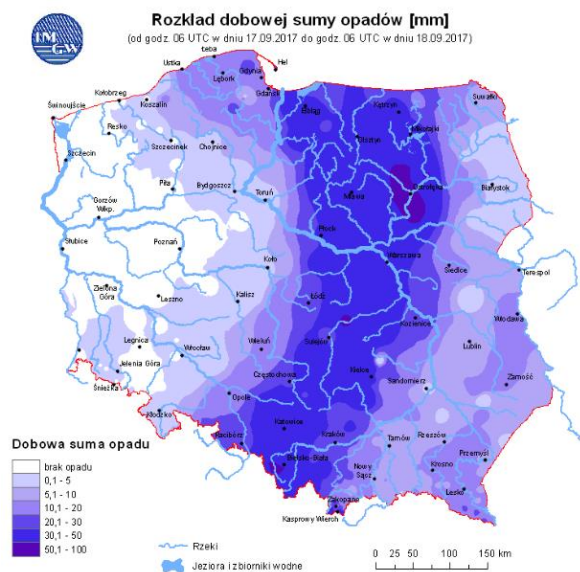 IM
GW
Rozkład dobowej sumy opadów [mm]
(od godz. 06 UTC w dniu 17.09.2017 do godz. 06 UTC w dniu 18.09.2017)
Łeba
Ustka
Hel
Lębork
Gdynia
Gdańsk
Kołobrzeg
Koszalin
Świnoujście
Elbląg
Kętrzyn
Suwałki
Resko
Olsztyn
Mikołajki
Szczecin
Szczecinek
Chojnice
Piła
Bydgoszcz
Toruń
Mława
Ostrołęka
Białystok
Gorzów
Wlkp.
Płock
Słubice
Poznań
Koło
Warszawa
Siedlce
Terespol
Zielona
Góra
Leszno
Kalisz
Łódź
Kozienice
Włodawa
Legnica
Wrocław
Wieluń
Sulejów
Lublin
Jelenia Góra
Śnieżka
Częstochowa
Kielce
Sandomierz
Zamość
Kłodzko
Opole
Katowice
Racibórz
Kraków
Tarnów
Rzeszów
Przemyśl
Bielsko-Biała
Nowy
Sącz
Krosno
Lesko
Zakopane
Kasprowy Wierch
Dobowa suma opadu
brak opadu
0,1 - 5
5,1 - 10
10,1 - 20
20,1 - 30
30,1 - 50
50,1 - 100
Rzeki
Jeziora i zbiorniki wodne
0 25 50 100 150 km